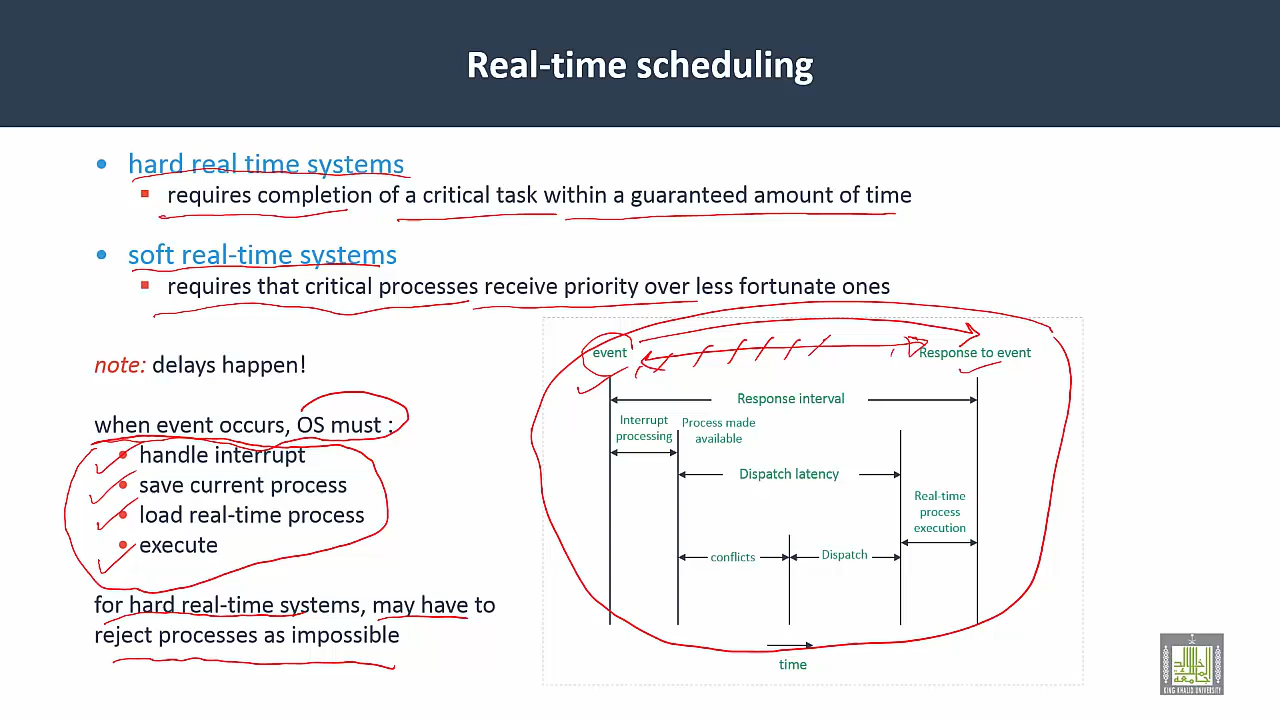 Real-time scheduling
hard real time systems
requires completion of a critical task within a guaranteed amount of time
soft real-time systems
requires that critical processes receive priority over less fortunate ones
note: delays happen!
when event occurs, OS must :
handle interrupt
save current process
load real-time process
execute
for hard real-time systems, may have to
reject processes as impossible
event
Response to event
Response interval
Interrupt
processing
Process made
available
Dispatch latency
Real-time
process
execution
conflicts
Dispatch
time
KING KHALID UNIVERSITY